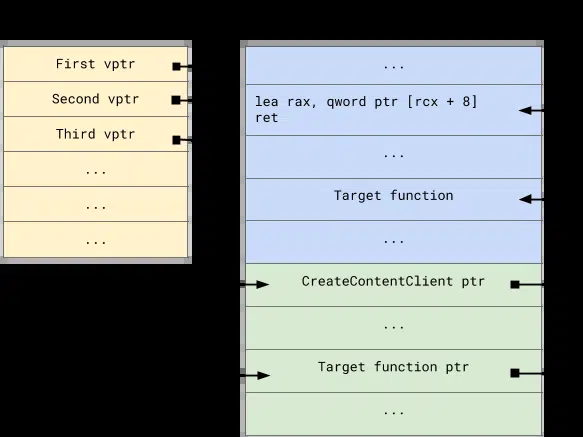 First vptr
Second vptr
Third vptr
...
...
...
...
lea rax, qword ptr [rcx + 8]
ret
...
Target function
...
CreateContentClient ptr
...
Target function ptr
...